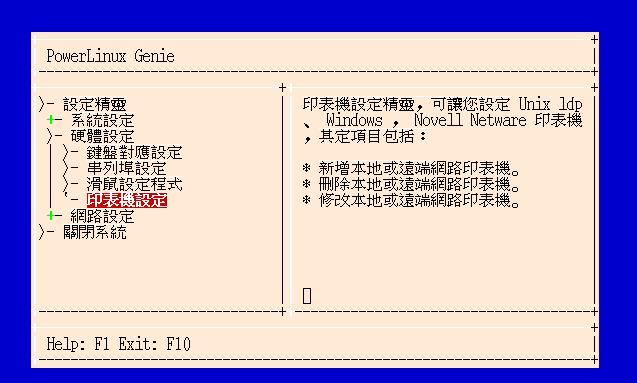 PowerLinux Genie
設定精靈
系統設定
硬體設定
鍵盤對應設定
串列埠設定
滑鼠設定程式
印表機設定
網路設定
關閉系統
印表機設定精靈，可讓您設定 Unix ldp
、 Windows ， Novell Netware 印表機
，其定項目包括：
* 新增本地或遠端網路印表機。
* 刪除本地或遠端網路印表機。
* 修改本地或遠端網路印表機。
Help: F1 Exit: F10